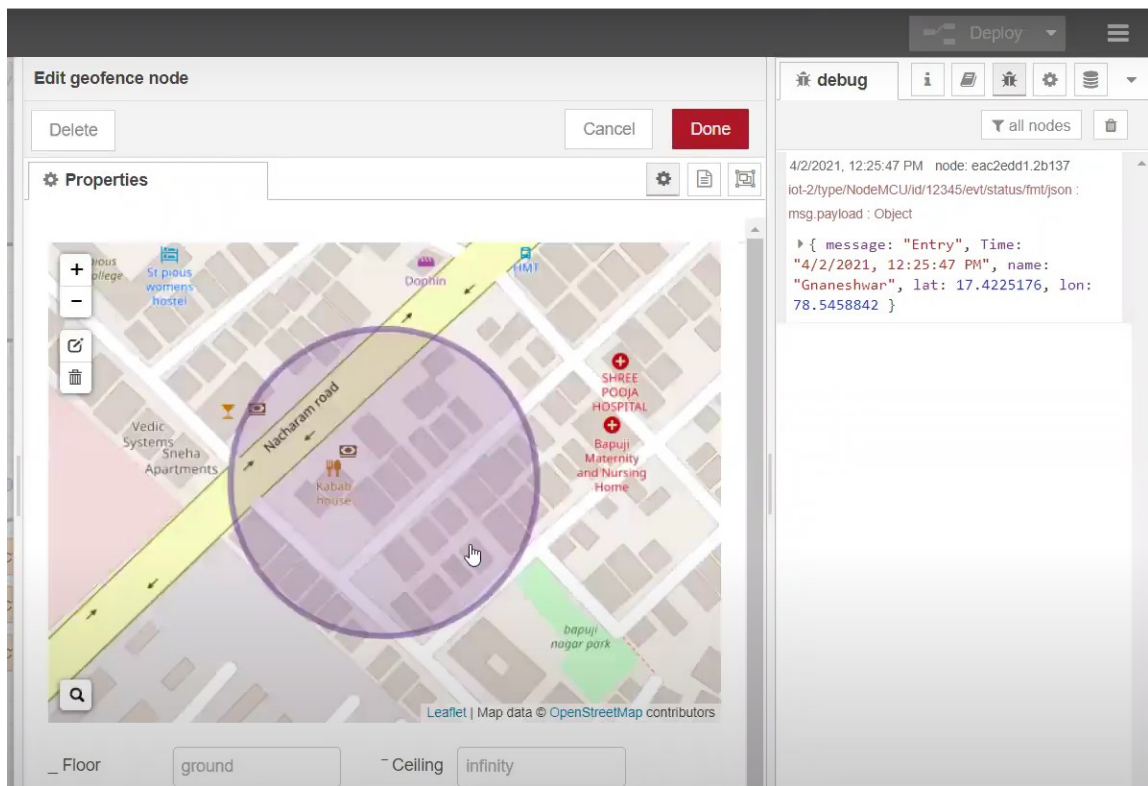 Deploy
Edit geofence node
debug
i
Delete
Cancel
Done
all nodes
Properties
4/2/2021, 12:25:47 PM node: eac2edd1.2b137
iot-2/type/NodeMCU/id/12345/evt/status/fmt/json :
msg.payload : Object
{ message: "Entry", Time:
"4/2/2021, 12:25:47 PM", name:
"Gnaneshwar", lat: 17.4225176, lon:
78.5458842 }
+
−
pious
college
St pious
womens
hostel
Dophin
HMT
Nacharam road
SHREE
POOJA
HOSPITAL
Vedic
Systems
Sneha
Apartments
Bapuji
Maternity
and Nursing
Home
Kabab
house
bapuji
nagar park
Leaflet | Map data © OpenStreetMap contributors
_ Floor
ground
‾ Ceiling
infinity